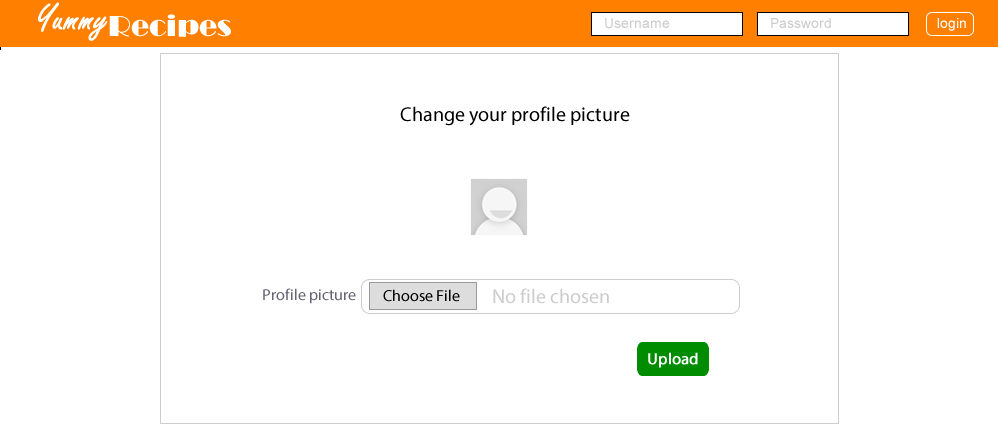 Yummy Recipes Username Password login
Change your profile picture
Profile picture Choose File No file chosen
Upload